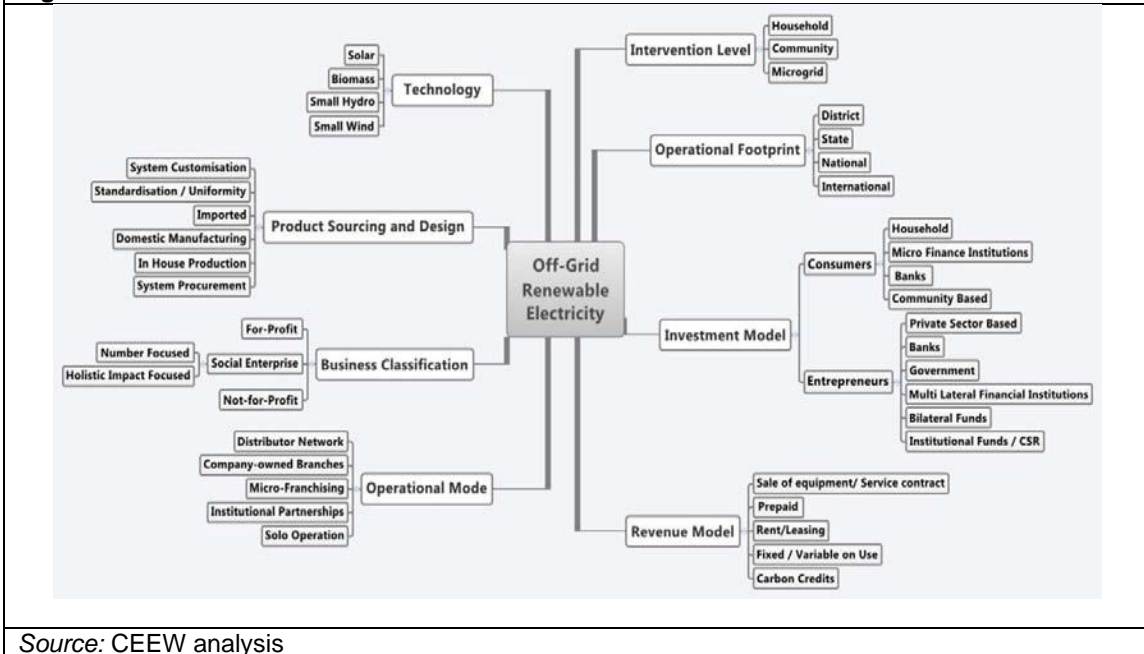 Solar
Biomass
Small Hydro
Small Wind
Technology
System Customisation
Standardisation / Uniformity
Imported
Domestic Manufacturing
In House Production
System Procurement
Product Sourcing and Design
For-Profit
Number Focused
Holistic Impact Focused
Social Enterprise
Not-for-Profit
Business Classification
Distributor Network
Company-owned Branches
Micro-Franchising
Institutional Partnerships
Solo Operation
Operational Mode
Off-Grid
Renewable
Electricity
Intervention Level
Household
Community
Microgrid
Operational Footprint
District
State
National
International
Investment Model
Consumers
Household
Micro Finance Institutions
Banks
Community Based
Entrepreneurs
Private Sector Based
Banks
Government
Multi Lateral Financial Institutions
Bilateral Funds
Institutional Funds / CSR
Revenue Model
Sale of equipment/ Service contract
Prepaid
Rent/Leasing
Fixed / Variable on Use
Carbon Credits
Source: CEEW analysis